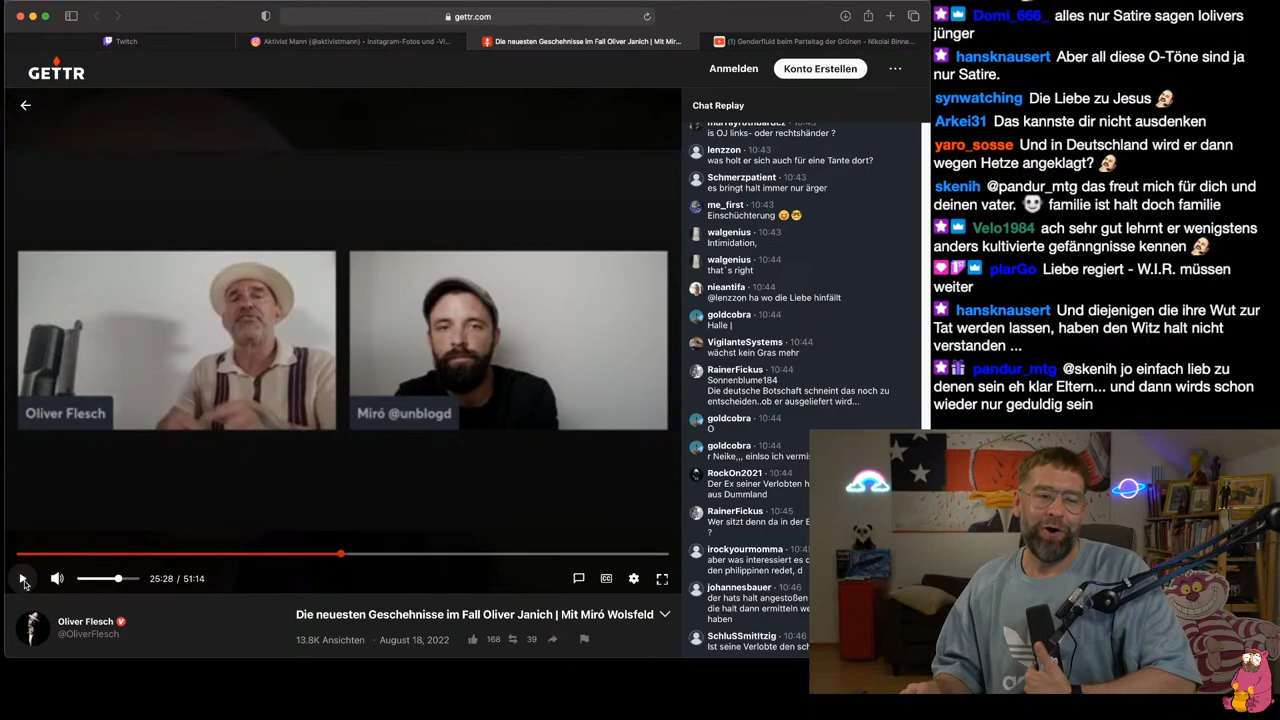 gettr.com
Twitch
Aktivist Mann (@aktivistmann) - Instagram-Fotos und -Vi...
Die neuesten Geschehnisse im Fall Oliver Janich | Mit Mir...
(1) Genderfluid beim Parteitag der Grünen - Nikolai Binne...
GETTR
Anmelden
Konto Erstellen
Chat Replay
is OJ links- oder rechtshänder ?
lenzzon 10:43
was holt er sich auch für eine Tante dort?
Schmerzpatient 10:43
es bringt halt immer nur ärger
me_first 10:43
Einschüchterung 😄🤓
walgenius 10:43
Intimidation,
walgenius 10:44
that´s right
nieantifa 10:44
@lenzzon ha wo die Liebe hinfällt
goldcobra 10:44
Halle |
VigilanteSystems 10:44
wächst kein Gras mehr
RainerFickus 10:44
Sonnenblume184
Die deutsche Botschaft schneint das noch zu
entscheiden..ob er ausgeliefert wird...
goldcobra 10:44
O
goldcobra 10:44
r Neike,,, einlso ich vermi
RockOn2021 10:44
Der Ex seiner Verlobten h
aus Dummland
RainerFickus 10:45
Wer sitzt denn da in der E
?
irockyourmomma 10:4
aber was interessiert es d
den philippinen redet, d
johannesbauer 10:46
der hats halt angestoßen
die halt dann ermitteln we
haben
SchluSSmitItzig 10:46
Ist seine Verlobte den sch
Oliver Flesch
Miró @unblogd
25:28 / 51:14
Oliver Flesch
@OliverFlesch
Die neuesten Geschehnisse im Fall Oliver Janich | Mit Miró Wolsfeld
13.8K Ansichten · August 18, 2022 168 39
Domi_666_ alles nur Satire sagen lolivers
jünger
hansknausert Aber all diese O-Töne sind ja
nur Satire.
synwatching Die Liebe zu Jesus
Arkei31 Das kannste dir nicht ausdenken
yaro_sosse Und in Deutschland wird er dann
wegen Hetze angeklagt?
skenih @pandur_mtg das freut mich für dich und
deinen vater. familie ist halt doch familie
Velo1984 ach sehr gut lehrnt er wenigstens
anders kultivierte gefänngnisse kennen
plarGo Liebe regiert - W.I.R. müssen
weiter
hansknausert Und diejenigen die ihre Wut zur
Tat werden lassen, haben den Witz halt nicht
verstanden ...
pandur_mtg @skenih jo einfach lieb zu
denen sein eh klar Eltern... und dann wirds schon
wieder nur geduldig sein